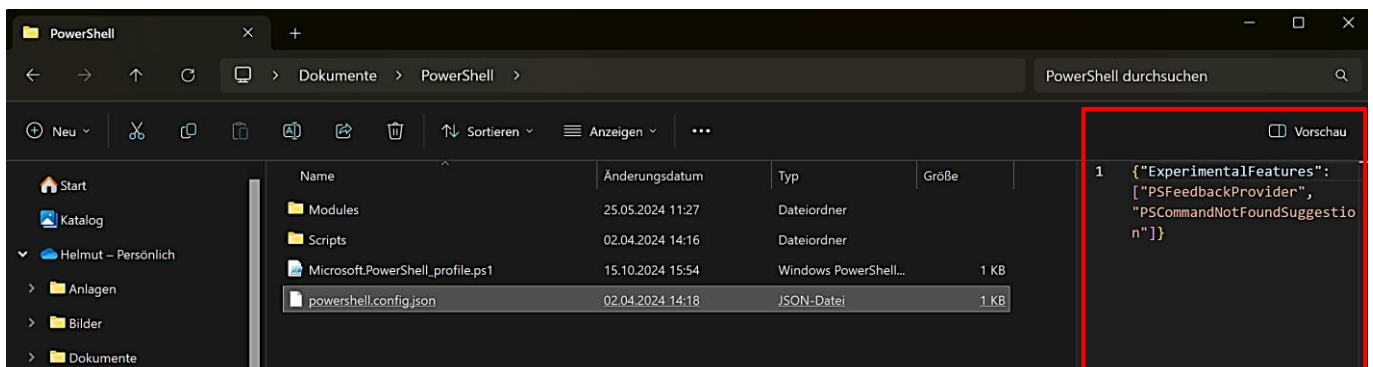 PowerShell
Dokumente > PowerShell >
PowerShell durchsuchen
Neu
Sortieren
Anzeigen
Vorschau
Start
Katalog
Helmut – Persönlich
Anlagen
Bilder
Dokumente
Name Änderungsdatum Typ Größe
Modules 25.05.2024 11:27 Dateiordner
Scripts 02.04.2024 14:16 Dateiordner
Microsoft.PowerShell_profile.ps1 15.10.2024 15:54 Windows PowerShell... 1 KB
powershell.config.json 02.04.2024 14:18 JSON-Datei 1 KB
1 {"ExperimentalFeatures":
["PSFeedbackProvider",
"PSCommandNotFoundSuggestio
n"]}